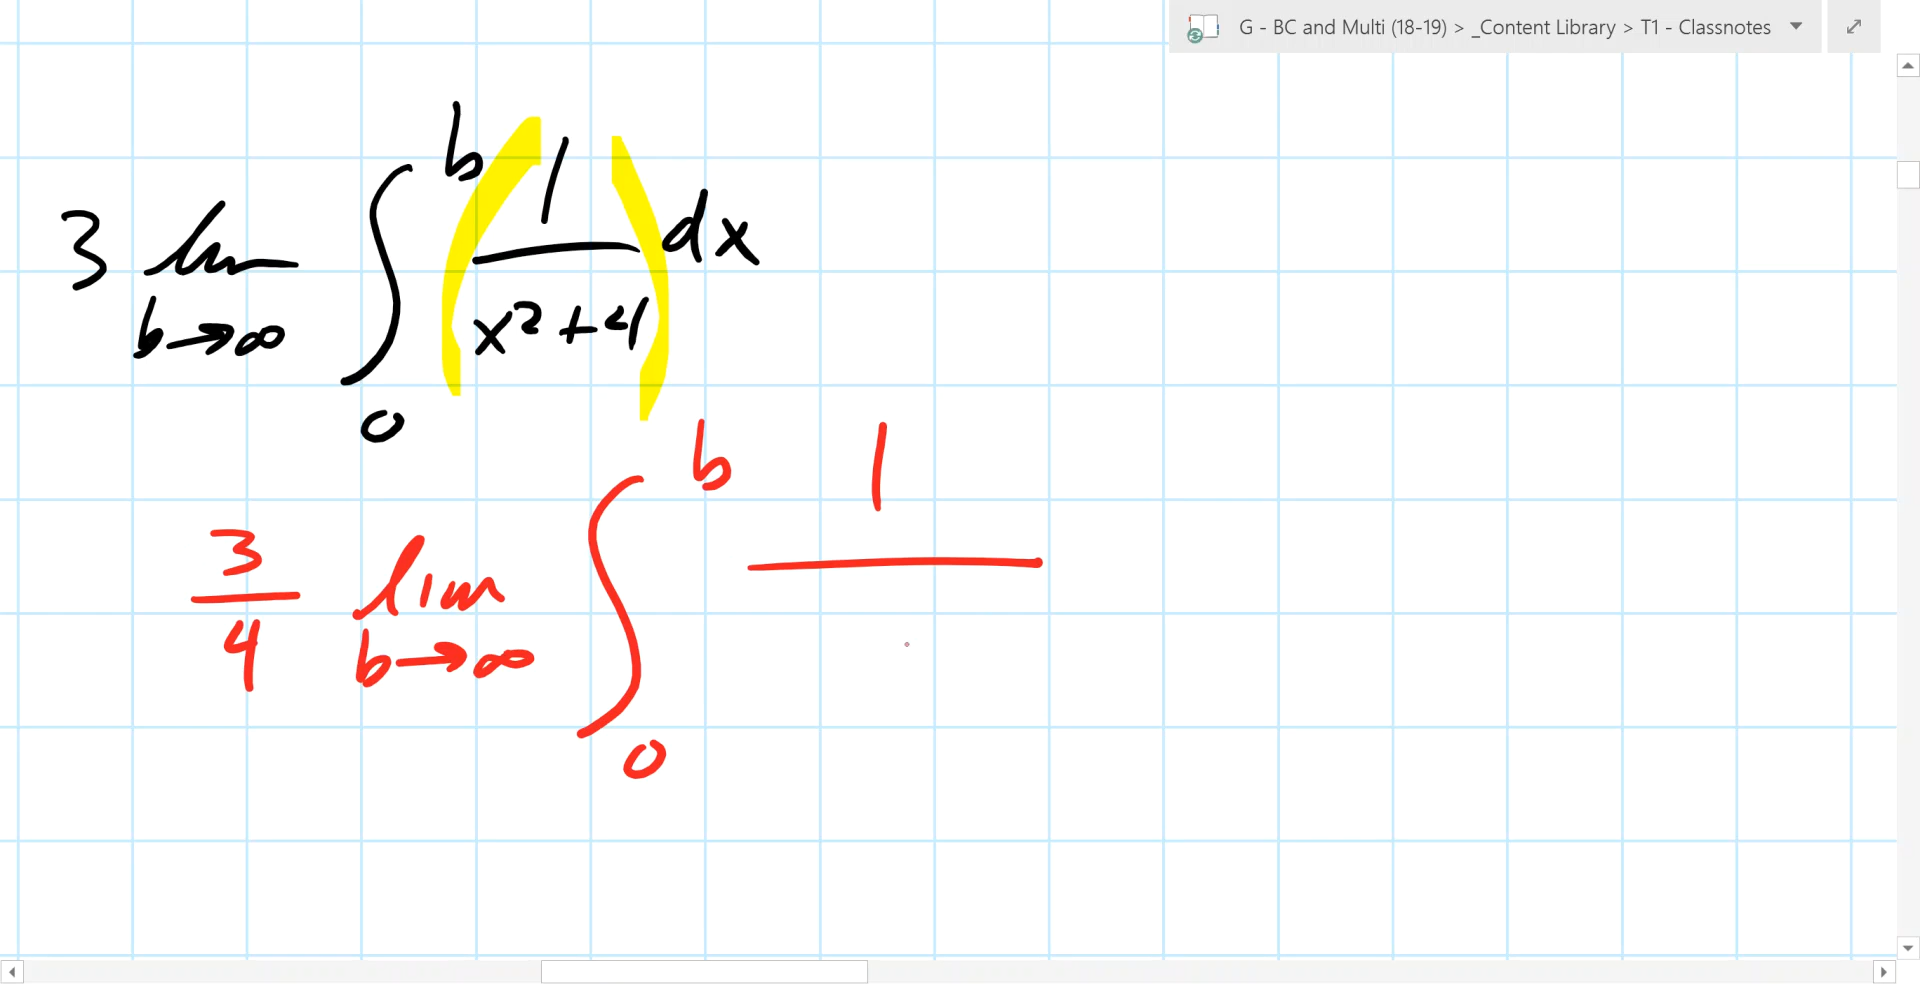 G - BC and Multi (18-19) > _Content Library > T1 - Classnotes
3 lim b→∞ ∫ 0 b ( 1 / x² + 4 ) dx
3/4 lim b→∞ ∫ 0 b 1 /